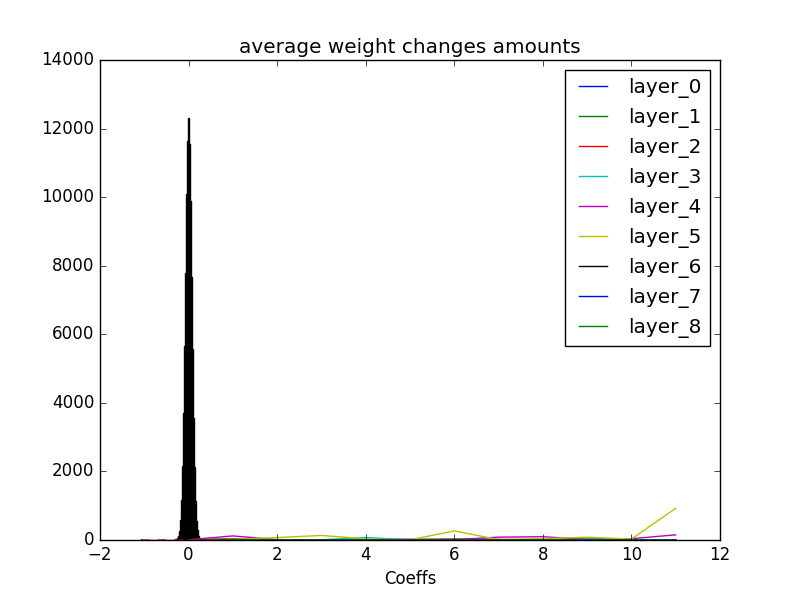 average weight changes amounts
14000
12000
10000
8000
6000
4000
2000
0
−2
0
2
4
6
8
10
12
Coeffs
layer_0
layer_1
layer_2
layer_3
layer_4
layer_5
layer_6
layer_7
layer_8